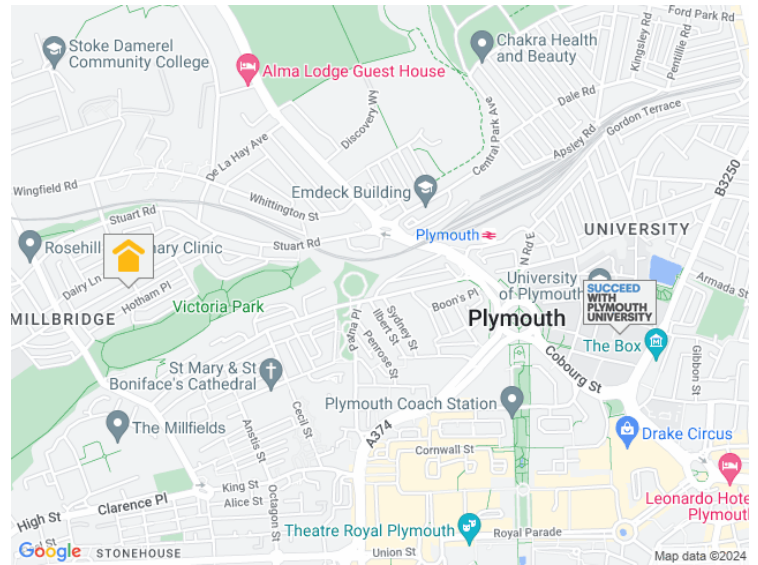 Ford Park Rd
Stoke Damerel
Community College
Chakra Health
and Beauty
Kingsley Rd
Pentillie Rd
Alma Lodge Guest House
Dale Rd
Discovery Wy
Central Park Ave
Gordon Terrace
Apsley Rd
De La Hay Ave
B3250
Wingfield Rd
Emdeck Building
Whittington St
Stuart Rd
UNIVERSITY
Plymouth
N Rd E
Rosehill
ary Clinic
Stuart Rd
Dairy Ln
Hotham Pl
University
of Plymouth
Armada St
SUCCEED
WITH
PLYMOUTH
UNIVERSITY
Victoria Park
Boon's Pl
MILLBRIDGE
Patna Pl
Sydney St
Ilbert St
Penrose St
Plymouth
The Box
Cobourg St
Gibbon St
St Mary & St
Boniface's Cathedral
Plymouth Coach Station
Cecil St
The Millfields
Anstis St
A374
Drake Circus
Cornwall St
King St
Alice St
Octagon St
Clarence Pl
High St
Leonardo Hote
Plymouth
Theatre Royal Plymouth
Royal Parade
Google
STONEHOUSE
Union St
Map data ©2024